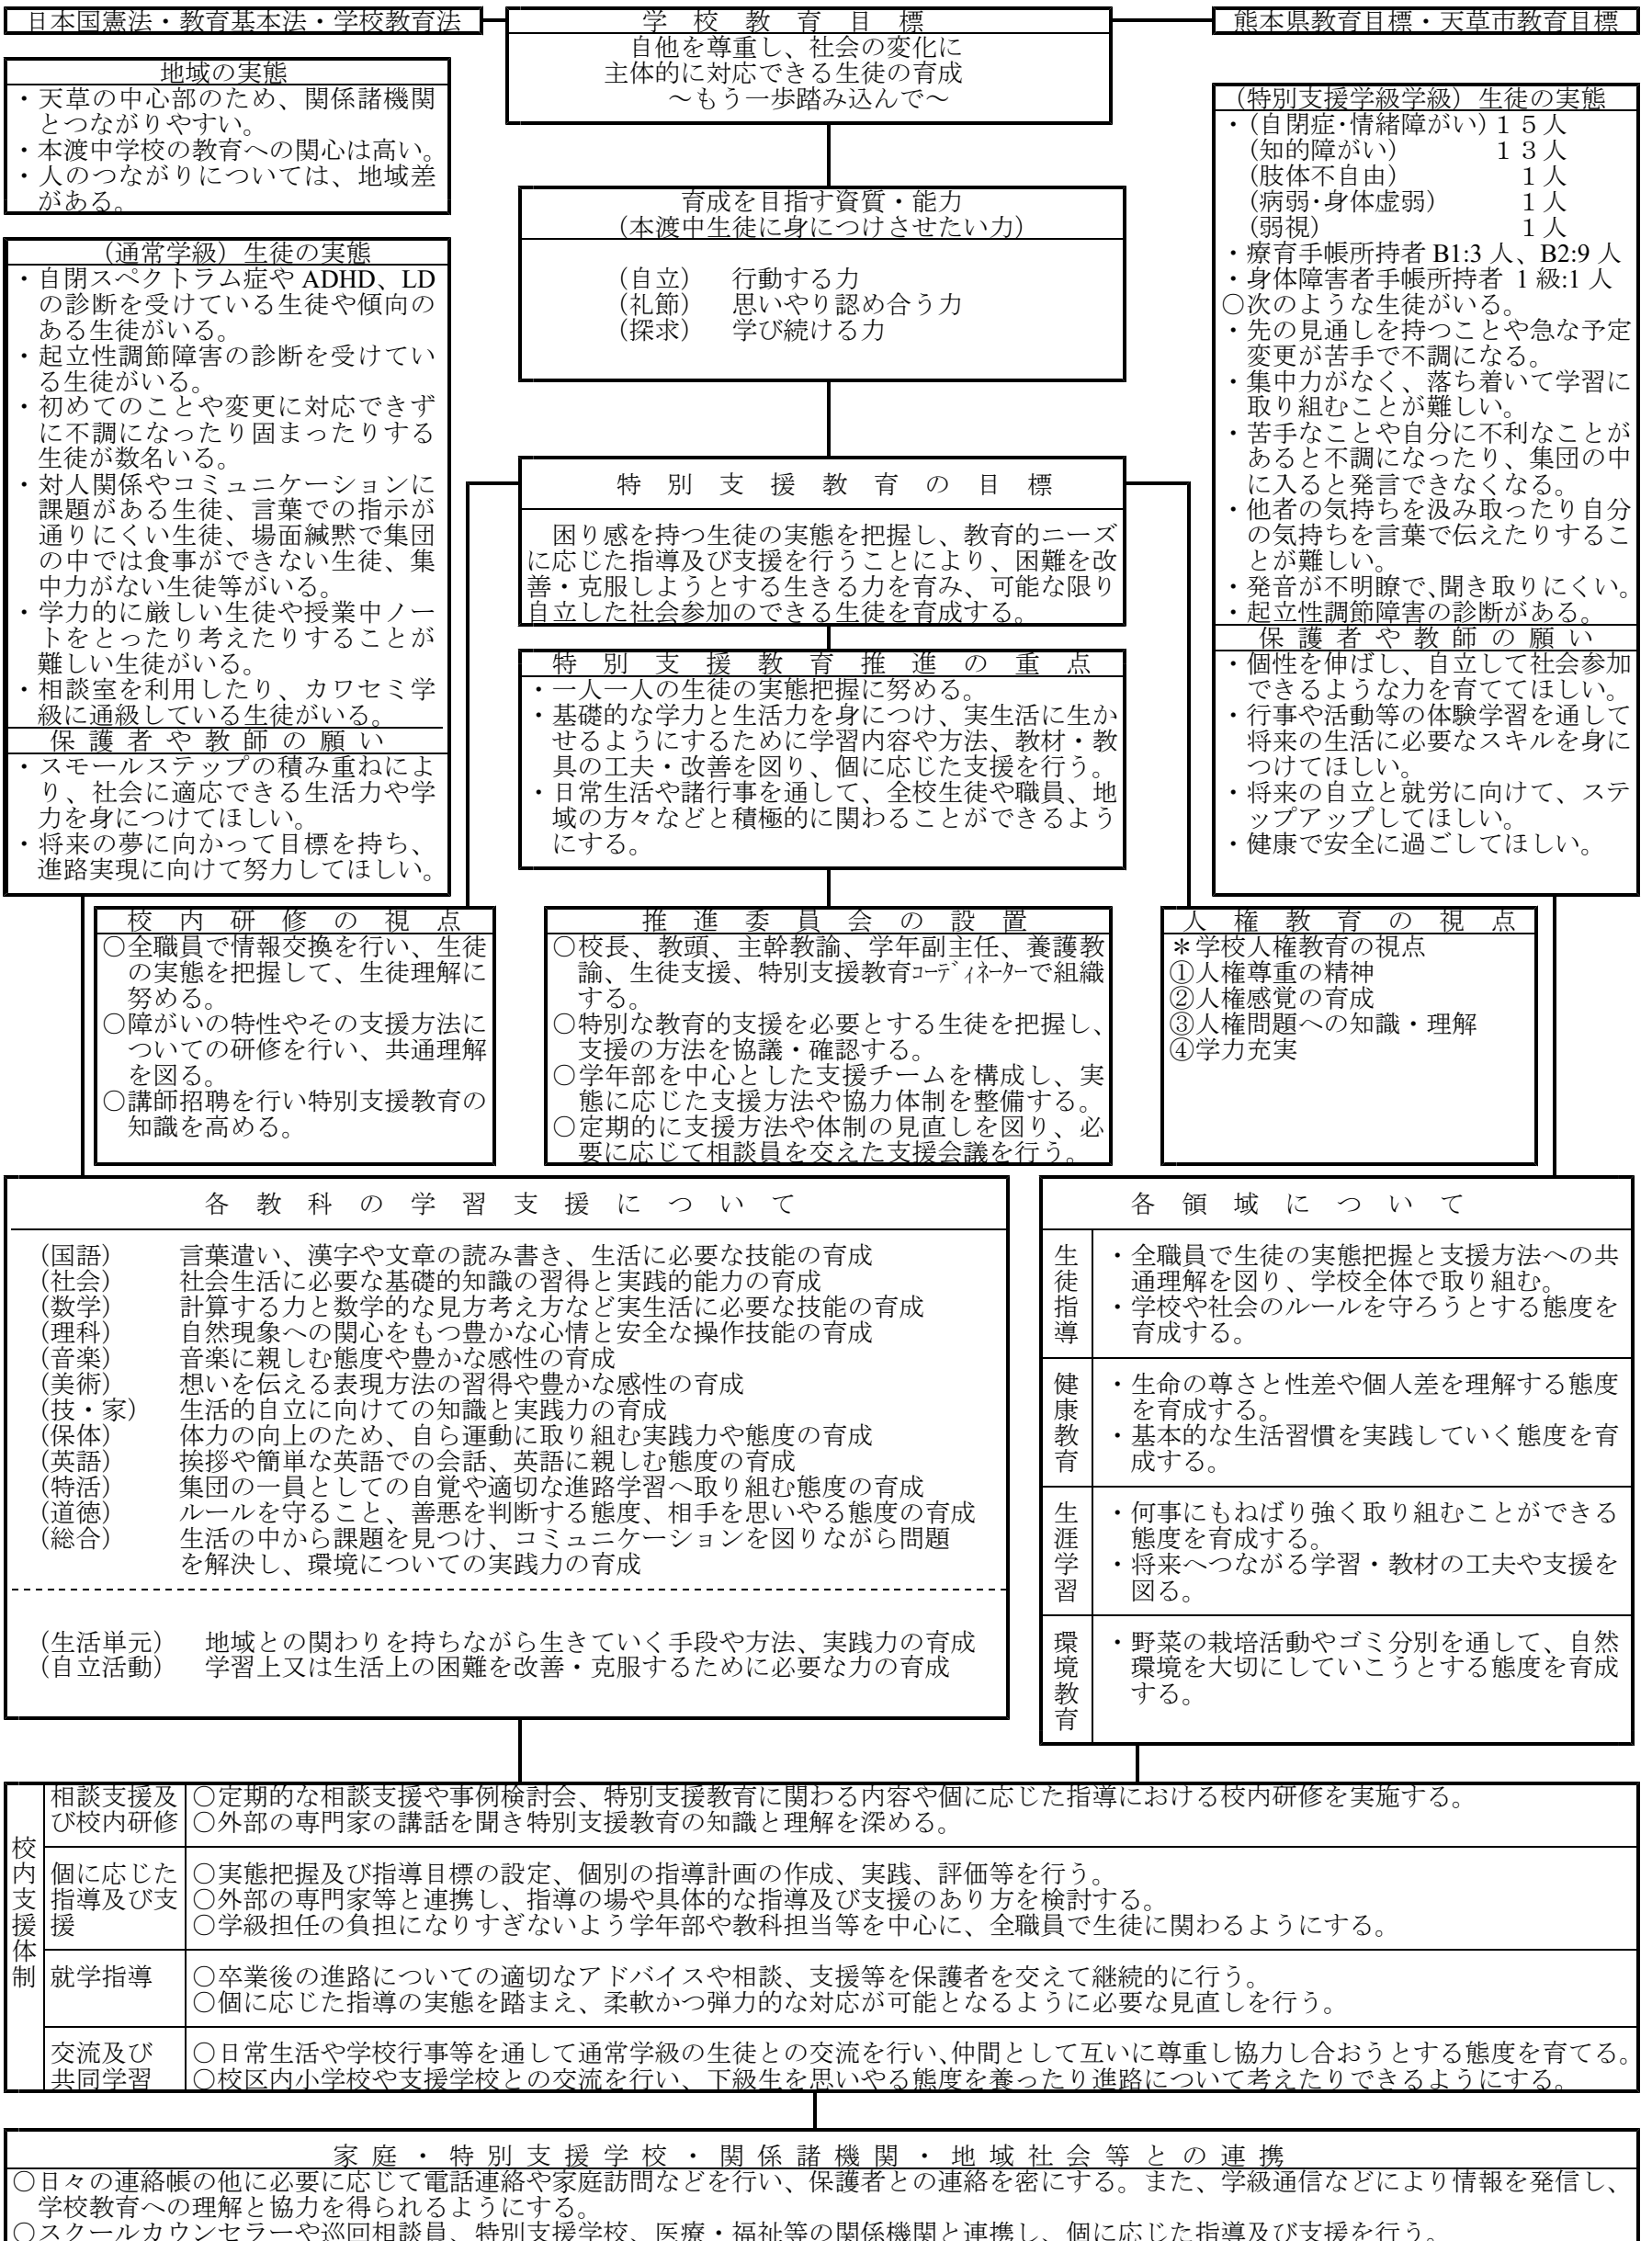 日本国憲法・教育基本法・学校教育法
学校教育目標
自他を尊重し、社会の変化に
主体的に対応できる生徒の育成
～もう一歩踏み込んで～
熊本県教育目標・天草市教育目標
地域の実態
・天草の中心部のため、関係諸機関
とつながりやすい。
・本渡中学校の教育への関心は高い。
・人のつながりについては、地域差
がある。
(通常学級) 生徒の実態
・自閉スペクトラム症や ADHD、LD
の診断を受けている生徒や傾向の
ある生徒がいる。
・起立性調節障害の診断を受けてい
る生徒がいる。
・初めてのことや変更に対応できず
に不調になったり固まったりする
生徒が数名いる。
・対人関係やコミュニケーションに
課題がある生徒、言葉での指示が
通りにくい生徒、場面緘黙で集団
の中では食事ができない生徒、集
中力がない生徒等がいる。
・学力的に厳しい生徒や授業中ノー
トをとったり考えたりすることが
難しい生徒がいる。
・相談室を利用したり、カワセミ学
級に通級している生徒がいる。
保護者や教師の願い
・スモールステップの積み重ねによ
り、社会に適応できる生活力や学
力を身につけてほしい。
・将来の夢に向かって目標を持ち、
進路実現に向けて努力してほしい。
育成を目指す資質・能力
(本渡中生徒に身につけさせたい力)
(自立) 行動する力
(礼節) 思いやり認め合う力
(探求) 学び続ける力
特別支援教育の目標
困り感を持つ生徒の実態を把握し、教育的ニーズ
に応じた指導及び支援を行うことにより、困難を改
善・克服しようとする生きる力を育み、可能な限り
自立した社会参加のできる生徒を育成する。
特別支援教育推進の重点
・一人一人の生徒の実態把握に努める。
・基礎的な学力と生活力を身につけ、実生活に生か
せるようにするために学習内容や方法、教材・教
具の工夫・改善を図り、個に応じた支援を行う。
・日常生活や諸行事を通して、全校生徒や職員、地
域の方々などと積極的に関わることができるよう
にする。
(特別支援学級学級) 生徒の実態
・(自閉症・情緒障がい) １５人
(知的障がい) １３人
(肢体不自由) １人
(病弱・身体虚弱) １人
(弱視) １人
・療育手帳所持者 B1:3 人、B2:9 人
・身体障害者手帳所持者 1 級:1 人
○次のような生徒がいる。
・先の見通しを持つことや急な予定
変更が苦手で不調になる。
・集中力がなく、落ち着いて学習に
取り組むことが難しい。
・苦手なことや自分に不利なことが
あると不調になったり、集団の中
に入ると発言できなくなる。
・他者の気持ちを汲み取ったり自分
の気持ちを言葉で伝えたりするこ
とが難しい。
・発音が不明瞭で、聞き取りにくい。
・起立性調節障害の診断がある。
保護者や教師の願い
・個性を伸ばし、自立して社会参加
できるような力を育ててほしい。
・行事や活動等の体験学習を通して
将来の生活に必要なスキルを身に
つけてほしい。
・将来の自立と就労に向けて、ステ
ップアップしてほしい。
・健康で安全に過ごしてほしい。
校内研修の視点
○全職員で情報交換を行い、生徒
の実態を把握して、生徒理解に
努める。
○障がいの特性やその支援方法に
ついての研修を行い、共通理解
を図る。
○講師招聘を行い特別支援教育の
知識を高める。
推進委員会の設置
○校長、教頭、主幹教諭、学年副主任、養護教
諭、生徒支援、特別支援教育ｺｰﾃﾞｨﾈｰﾀｰで組織
する。
○特別な教育的支援を必要とする生徒を把握し、
支援の方法を協議・確認する。
○学年部を中心とした支援チームを構成し、実
態に応じた支援方法や協力体制を整備する。
○定期的に支援方法や体制の見直しを図り、必
要に応じて相談員を交えた支援会議を行う。
人権教育の視点
＊学校人権教育の視点
①人権尊重の精神
②人権感覚の育成
③人権問題への知識・理解
④学力充実
各教科の学習支援について
(国語) 言葉遣い、漢字や文章の読み書き、生活に必要な技能の育成
(社会) 社会生活に必要な基礎的知識の習得と実践的能力の育成
(数学) 計算する力と数学的な見方考え方など実生活に必要な技能の育成
(理科) 自然現象への関心をもつ豊かな心情と安全な操作技能の育成
(音楽) 音楽に親しむ態度や豊かな感性の育成
(美術) 想いを伝える表現方法の習得や豊かな感性の育成
(技・家) 生活的自立に向けての知識と実践力の育成
(保体) 体力の向上のため、自ら運動に取り組む実践力や態度の育成
(英語) 挨拶や簡単な英語での会話、英語に親しむ態度の育成
(特活) 集団の一員としての自覚や適切な進路学習へ取り組む態度の育成
(道徳) ルールを守ること、善悪を判断する態度、相手を思いやる態度の育成
(総合) 生活の中から課題を見つけ、コミュニケーションを図りながら問題
を解決し、環境についての実践力の育成
(生活単元) 地域との関わりを持ちながら生きていく手段や方法、実践力の育成
(自立活動) 学習上又は生活上の困難を改善・克服するために必要な力の育成
各領域について
生徒指導
・全職員で生徒の実態把握と支援方法への共
通理解を図り、学校全体で取り組む。
・学校や社会のルールを守ろうとする態度を
育成する。
健康教育
・生命の尊さと性差や個人差を理解する態度
を育成する。
・基本的な生活習慣を実践していく態度を育
成する。
生涯学習
・何事にもねばり強く取り組むことができる
態度を育成する。
・将来へつながる学習・教材の工夫や支援を
図る。
環境教育
・野菜の栽培活動やゴミ分別を通して、自然
環境を大切にしていこうとする態度を育成
する。
校内支援体制
相談支援及
び校内研修
○定期的な相談支援や事例検討会、特別支援教育に関わる内容や個に応じた指導における校内研修を実施する。
○外部の専門家の講話を聞き特別支援教育の知識と理解を深める。
個に応じた
指導及び支
援
○実態把握及び指導目標の設定、個別の指導計画の作成、実践、評価等を行う。
○外部の専門家等と連携し、指導の場や具体的な指導及び支援のあり方を検討する。
○学級担任の負担になりすぎないよう学年部や教科担当等を中心に、全職員で生徒に関わるようにする。
就学指導
○卒業後の進路についての適切なアドバイスや相談、支援等を保護者を交えて継続的に行う。
○個に応じた指導の実態を踏まえ、柔軟かつ弾力的な対応が可能となるように必要な見直しを行う。
交流及び
共同学習
○日常生活や学校行事等を通して通常学級の生徒との交流を行い、仲間として互いに尊重し協力し合おうとする態度を育てる。
○校区内小学校や支援学校との交流を行い、下級生を思いやる態度を養ったり進路について考えたりできるようにする。
家庭・特別支援学校・関係諸機関・地域社会等との連携
○日々の連絡帳の他に必要に応じて電話連絡や家庭訪問などを行い、保護者との連絡を密にする。また、学級通信などにより情報を発信し、
学校教育への理解と協力を得られるようにする。
○スクールカウンセラーや巡回相談員、特別支援学校、医療・福祉等の関係機関と連携し、個に応じた指導及び支援を行う。